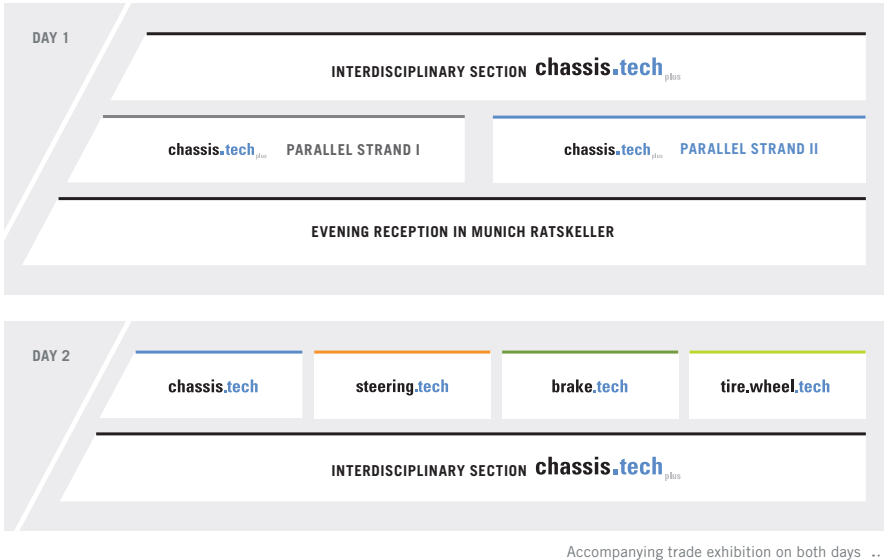 DAY 1
INTERDISCIPLINARY SECTION chassis.tech plus
chassis.tech plus PARALLEL STRAND I
chassis.tech plus PARALLEL STRAND II
EVENING RECEPTION IN MUNICH RATSKELLER
DAY 2
chassis.tech
steering.tech
brake.tech
tire.wheel.tech
INTERDISCIPLINARY SECTION chassis.tech plus
Accompanying trade exhibition on both days ..